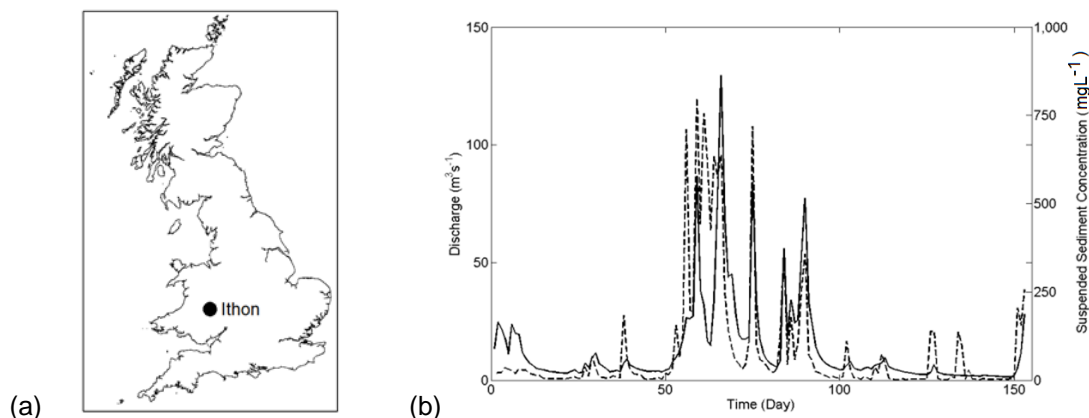 Ithon
(a)
(b)
150
100
50
0
Discharge (m³s⁻¹)
0
50
100
150
Time (Day)
1,000
750
500
250
0
Suspended Sediment Concentration (mgL⁻¹)